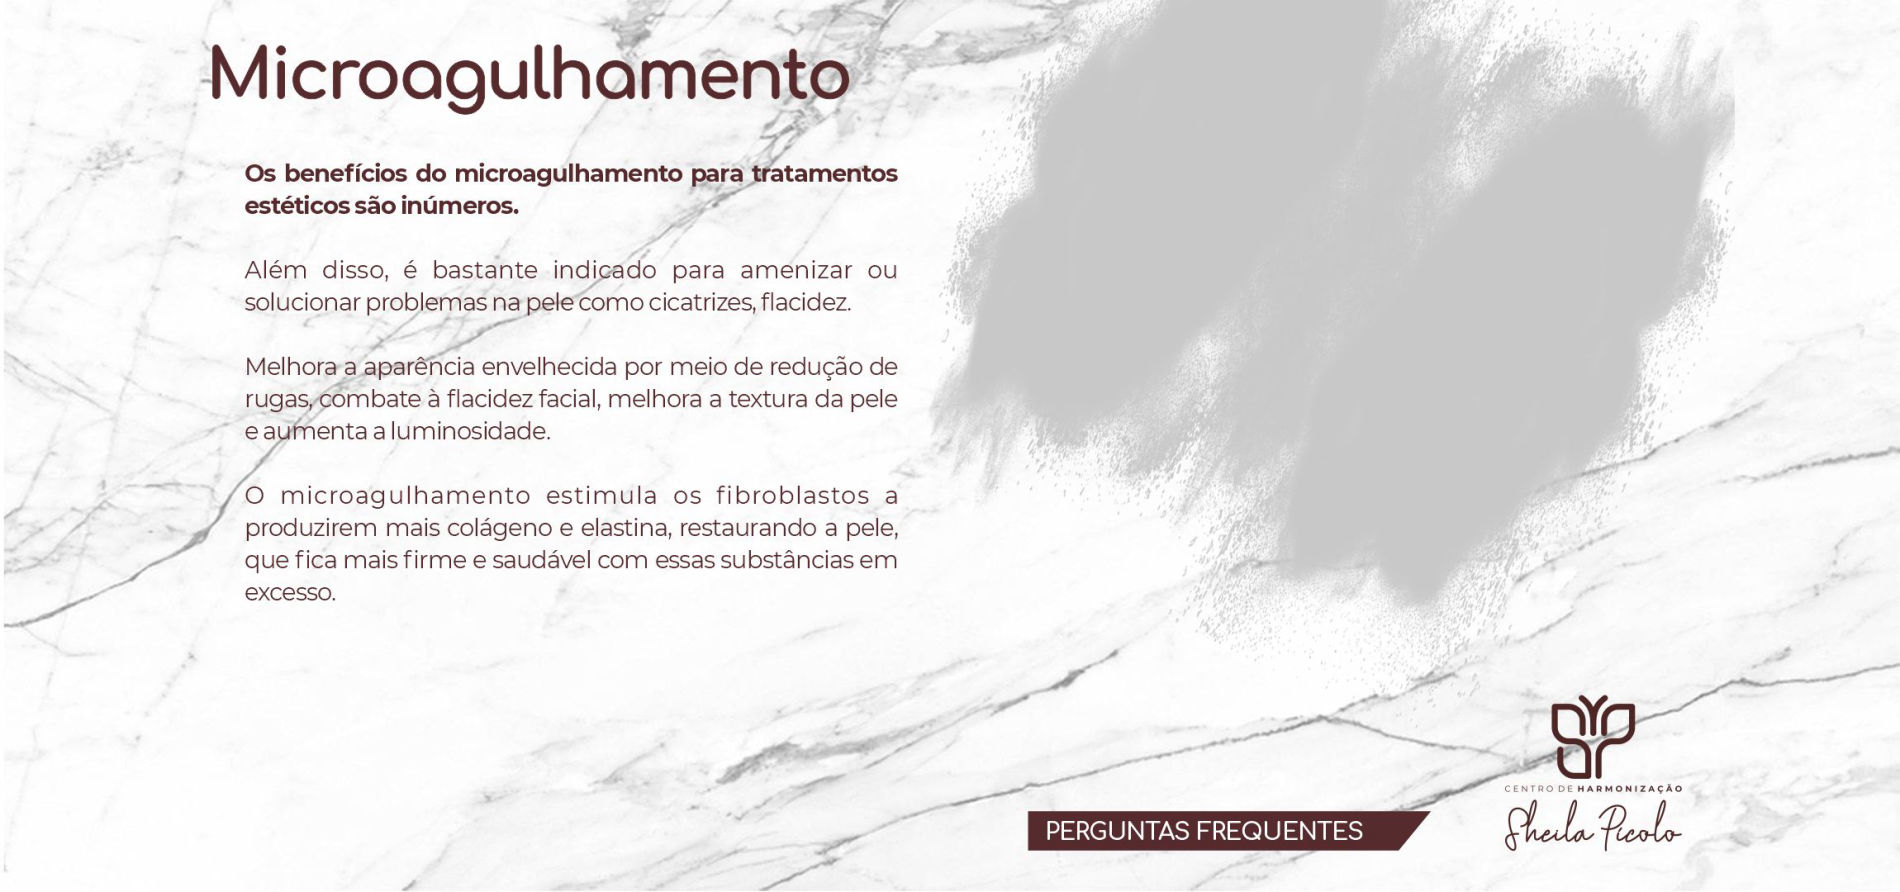 Microagulhamento
Os benefícios do microagulhamento para tratamentos
estéticos são inúmeros.
Além disso, é bastante indicado para amenizar ou
solucionar problemas na pele como cicatrizes, flacidez.
Melhora a aparência envelhecida por meio de redução de
rugas, combate à flacidez facial, melhora a textura da pele
e aumenta a luminosidade.
O microagulhamento estimula os fibroblastos a
produzirem mais colágeno e elastina, restaurando a pele,
que fica mais firme e saudável com essas substâncias em
excesso.
PERGUNTAS FREQUENTES
CENTRO DE HARMONIZAÇÃO
Sheila Picolo